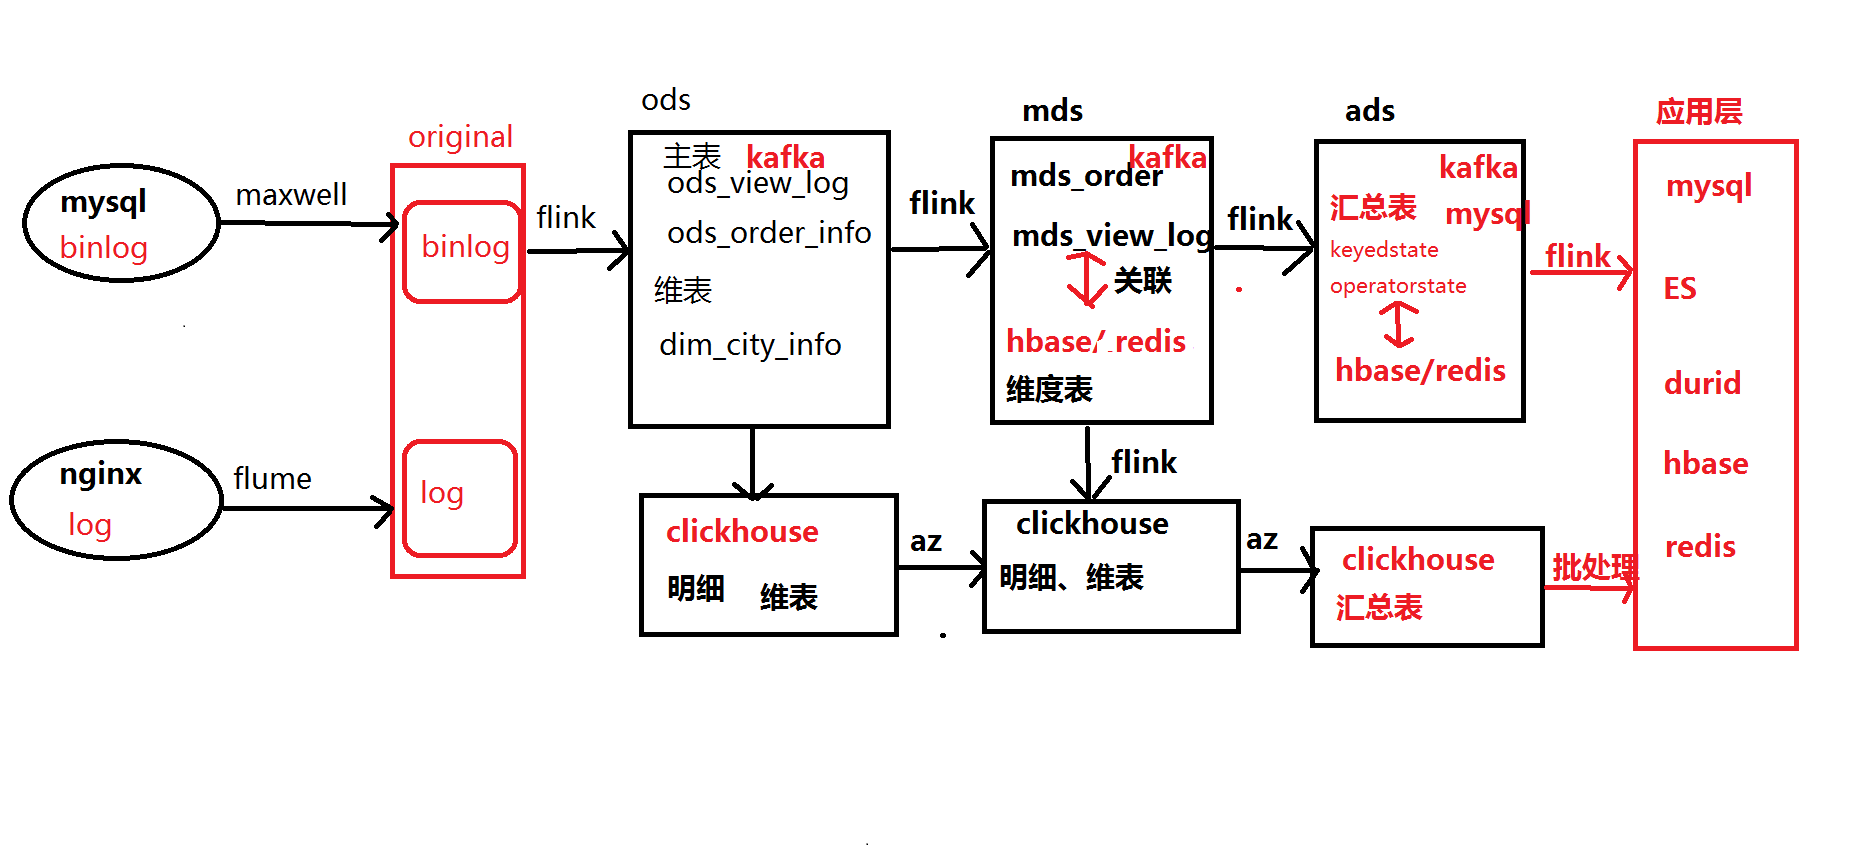 mysql
binlog
maxwell
nginx
log
flume
original
binlog
log
flink
ods
主表 kafka
ods_view_log
ods_order_info
维表
dim_city_info
flink
mds
kafka
mds_order
mds_view_log
关联
hbase/ redis
维度表
flink
ads
kafka
汇总表 mysql
keyedstate
operatorstate
hbase/redis
flink
应用层
mysql
ES
durid
hbase
redis
clickhouse
明细 维表
az
flink
clickhouse
明细、维表
az
clickhouse
汇总表
批处理